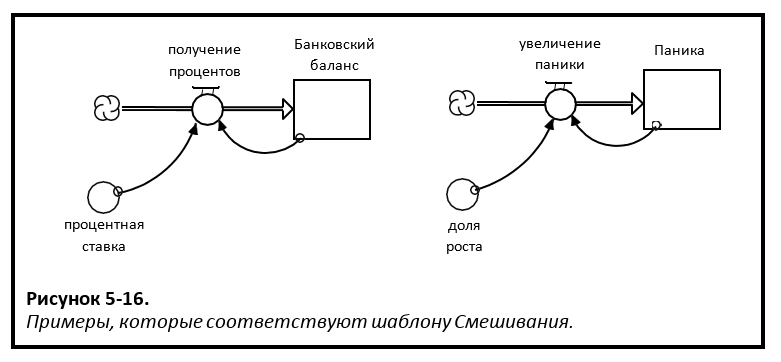 получение
процентов
Банковский
баланс
процентная
ставка
увеличение
паники
Паника
доля
роста
Рисунок 5-16.
Примеры, которые соответствуют шаблону Смешивания.